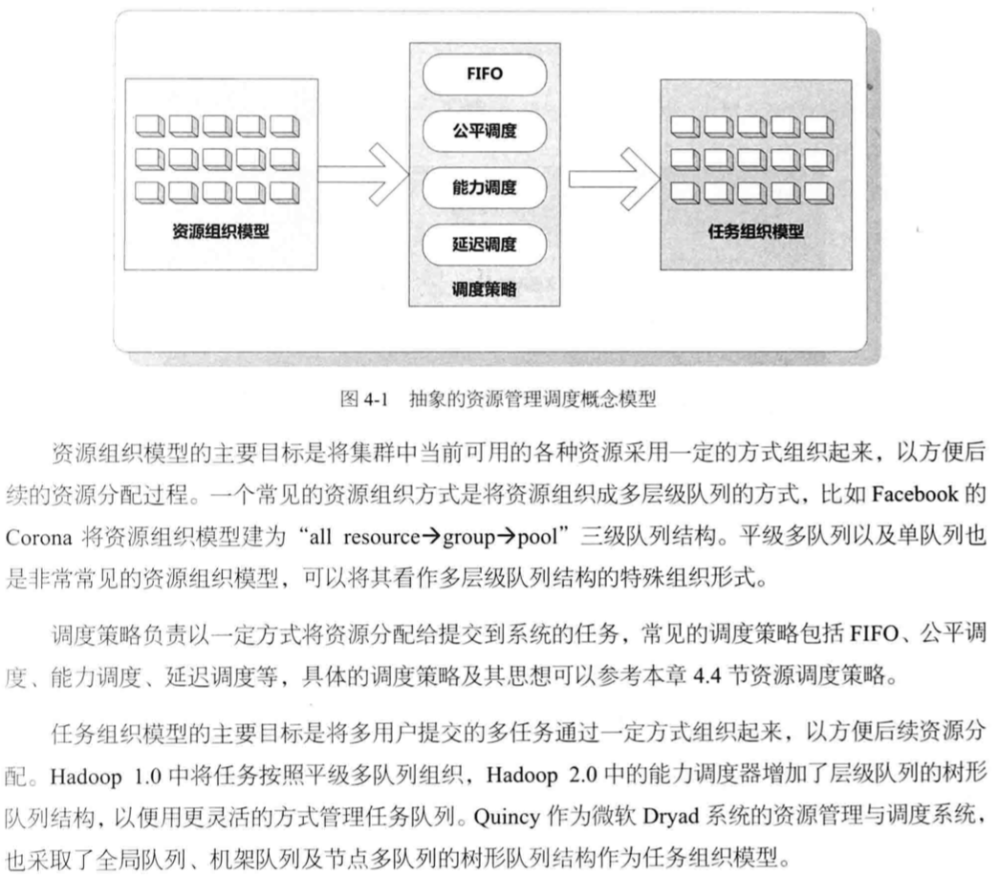 FIFO
公平调度
能力调度
延迟调度
调度策略
资源组织模型
任务组织模型
图 4-1 抽象的资源管理调度概念模型
资源组织模型的主要目标是将集群中当前可用的各种资源采用一定的方式组织起来，以方便后
续的资源分配过程。一个常见的资源组织方式是将资源组织成多层级队列的方式，比如 Facebook 的
Corona 将资源组织模型建为“all resource→group→pool”三级队列结构。平级多队列以及单队列也
是非常常见的资源组织模型，可以将其看作多层级队列结构的特殊组织形式。
调度策略负责以一定方式将资源分配给提交到系统的任务，常见的调度策略包括 FIFO、公平调
度、能力调度、延迟调度等，具体的调度策略及其思想可以参考本章 4.4 节资源调度策略。
任务组织模型的主要目标是将多用户提交的多任务通过一定方式组织起来，以方便后续资源分
配。Hadoop 1.0 中将任务按照平级多队列组织，Hadoop 2.0 中的能力调度器增加了层级队列的树形
队列结构，以便用更灵活的方式管理任务队列。Quincy 作为微软 Dryad 系统的资源管理与调度系统，
也采取了全局队列、机架队列及节点多队列的树形队列结构作为任务组织模型。